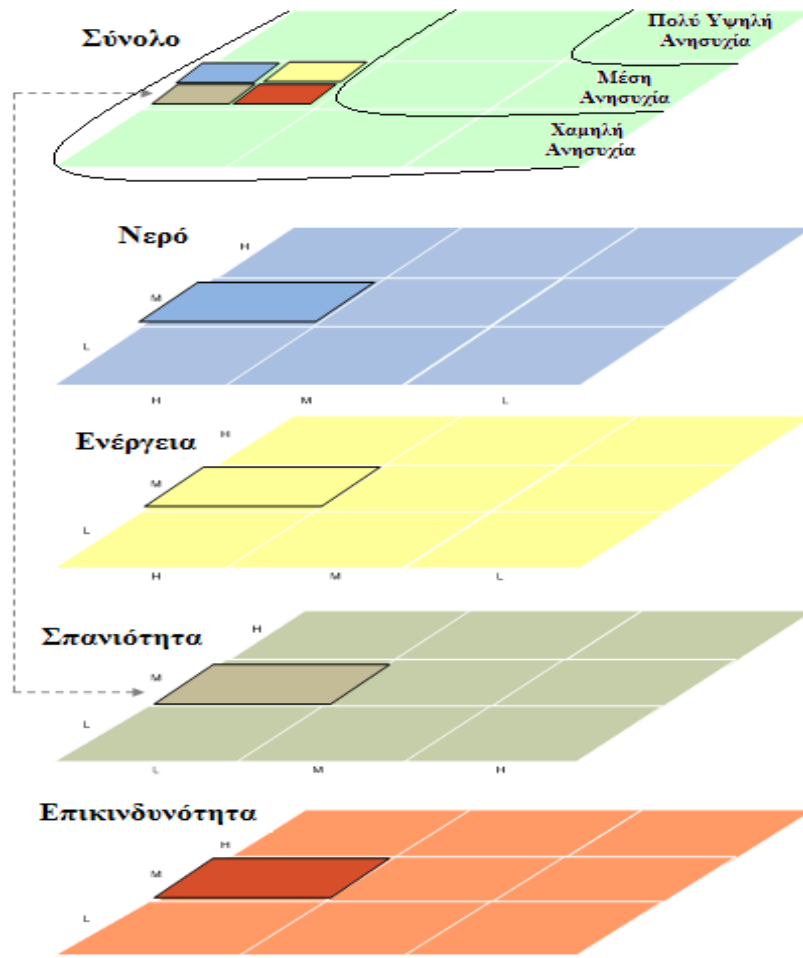 Σύνολο
Πολύ Υψηλή
Ανησυχία
Μέση
Ανησυχία
Χαμηλή
Ανησυχία
Νερό
H
M
L
H M L
Ενέργεια
H
M
L
H M L
Σπανιότητα
H
M
L
L M H
Επικινδυνότητα
H
M
L